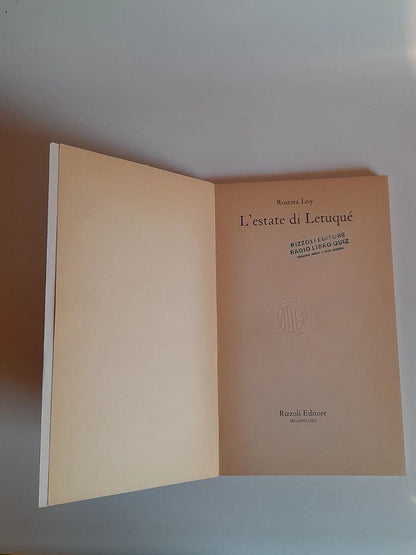 Rosetta Loy
L'estate di Letuqué
RIZZOLI EDITORE
RADIO LIBRO QUIZ
Rizzoli Editore
MILANO 1982